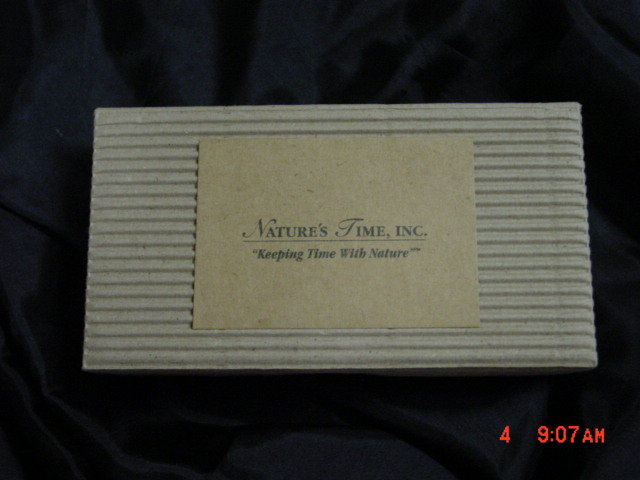 NATURE'S TIME, INC.
"Keeping Time With Nature"™
4 9:07AM